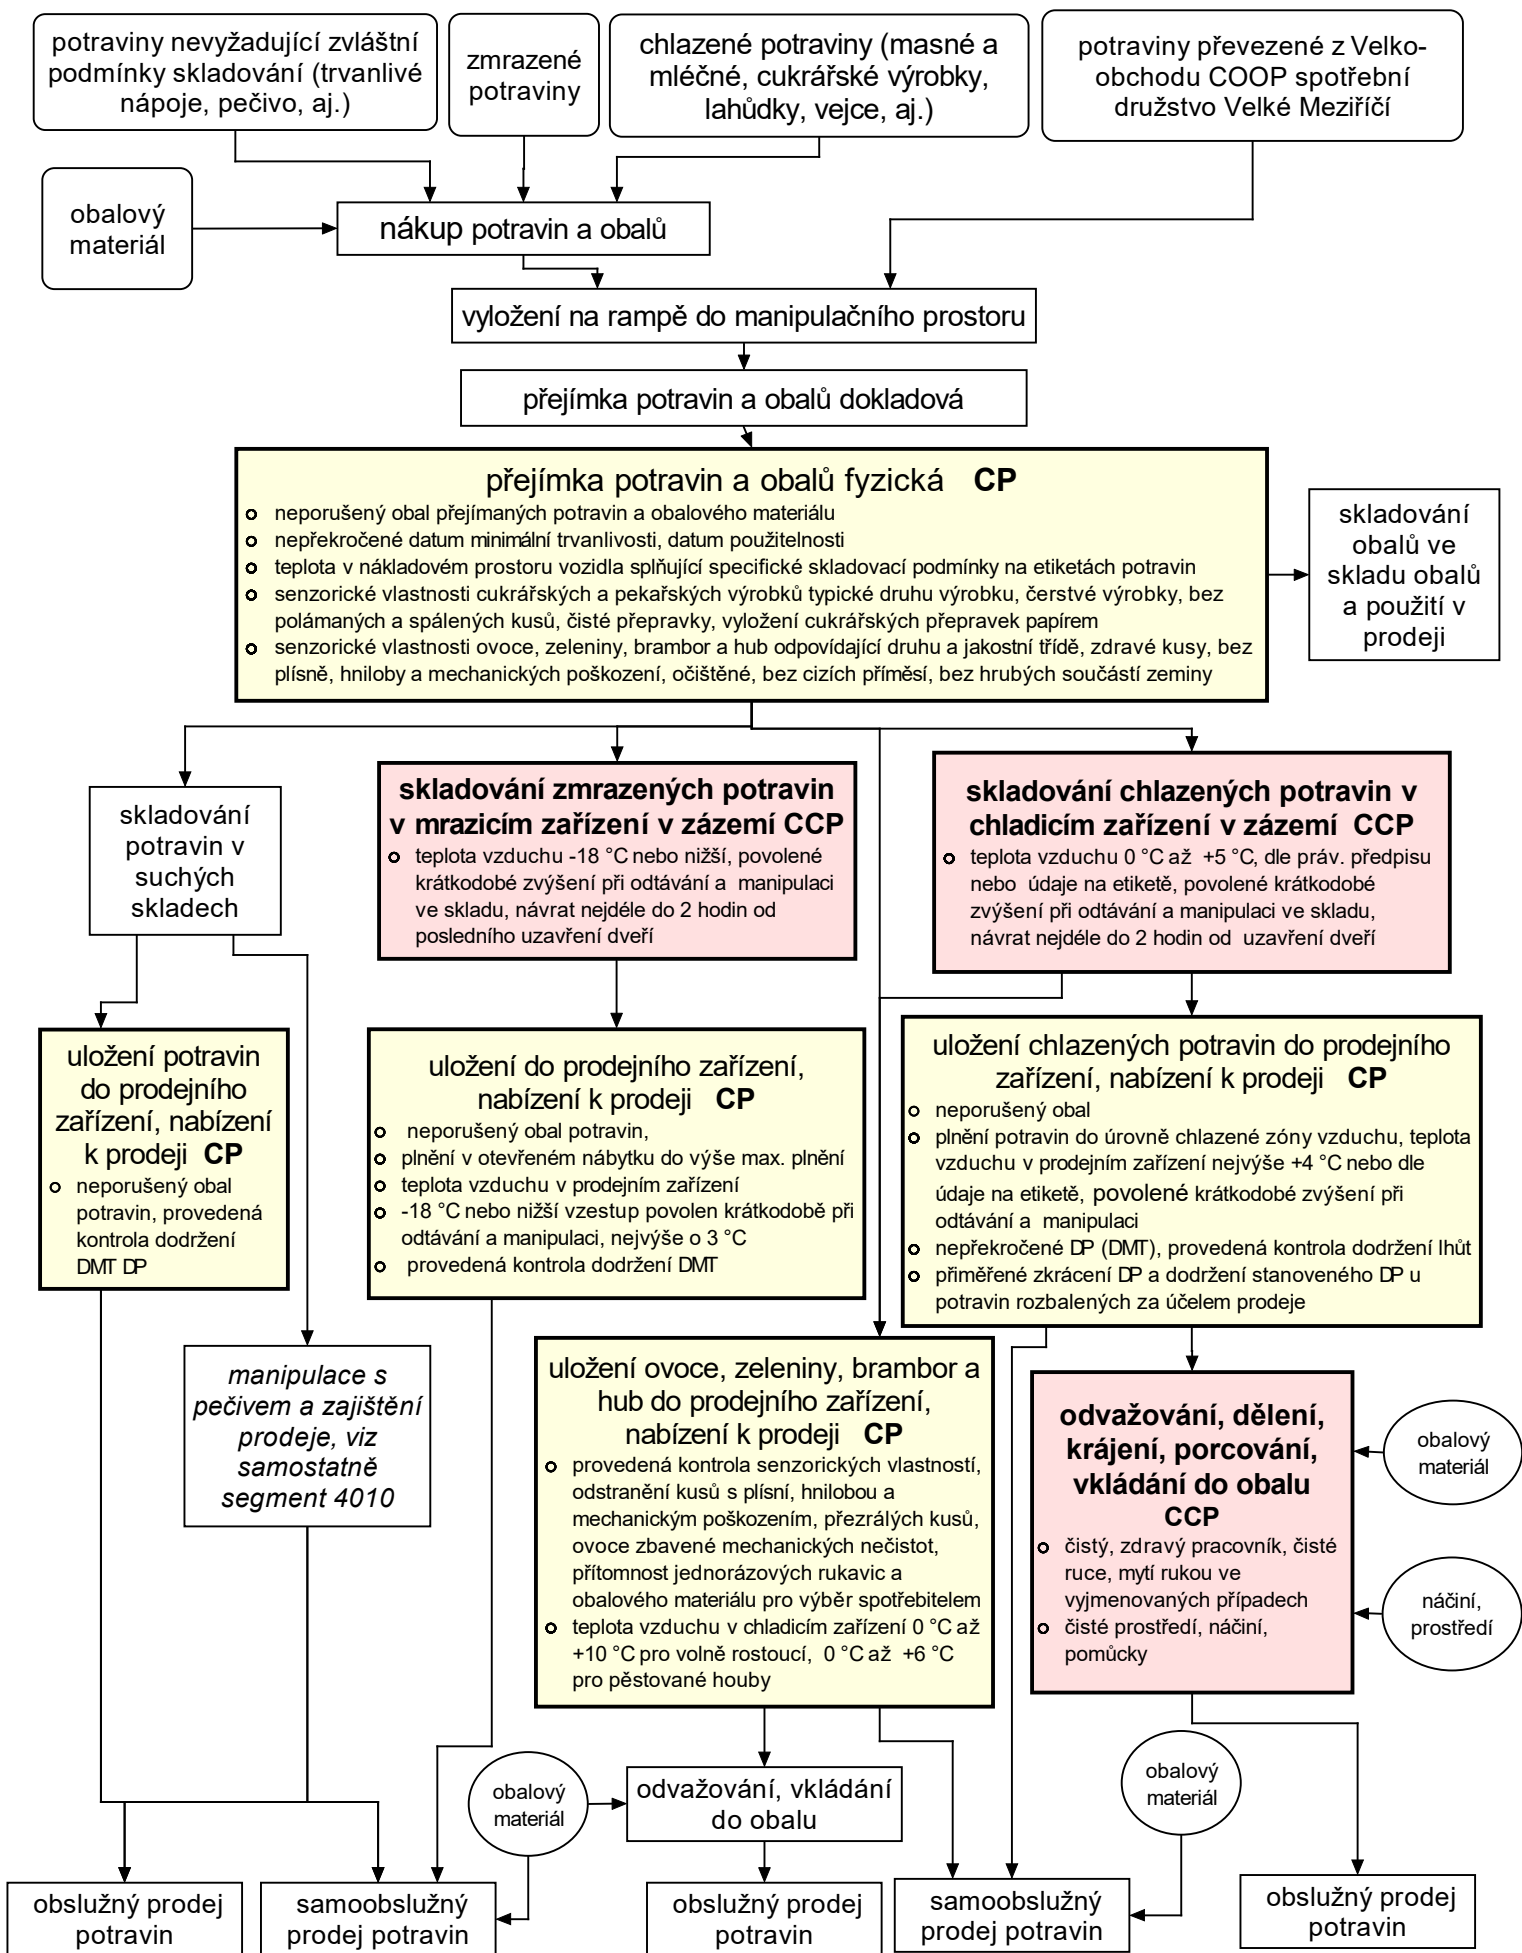 potraviny nevyžadující zvláštní
podmínky skladování (trvanlivé
nápoje, pečivo, aj.)
zmrazené
potraviny
chlazené potraviny (masné a
mléčné, cukrářské výrobky,
lahůdky, vejce, aj.)
potraviny převezené z Velko-
obchodu COOP spotřební
družstvo Velké Meziříčí
obalový
materiál
nákup potravin a obalů
vyložení na rampě do manipulačního prostoru
přejímka potravin a obalů dokladová
přejímka potravin a obalů fyzická CP
neporušený obal přejímaných potravin a obalového materiálu
nepřekročené datum minimální trvanlivosti, datum použitelnosti
teplota v nákladovém prostoru vozidla splňující specifické skladovací podmínky na etiketách potravin
senzorické vlastnosti cukrářských a pekařských výrobků typické druhu výrobku, čerstvé výrobky, bez
polámaných a spálených kusů, čisté přepravky, vyložení cukrářských přepravek papírem
senzorické vlastnosti ovoce, zeleniny, brambor a hub odpovídající druhu a jakostní třídě, zdravé kusy, bez
plísně, hniloby a mechanických poškození, očištěné, bez cizích příměsí, bez hrubých součástí zeminy
skladování
obalů ve
skladu obalů
a použití v
prodeji
skladování
potravin v
suchých
skladech
skladování zmrazených potravin
v mrazicím zařízení v zázemí CCP
teplota vzduchu -18 °C nebo nižší, povolené
krátkodobé zvýšení při odtávání a manipulaci
ve skladu, návrat nejdéle do 2 hodin od
posledního uzavření dveří
skladování chlazených potravin v
chladicím zařízení v zázemí CCP
teplota vzduchu 0 °C až +5 °C, dle práv. předpisu
nebo údaje na etiketě, povolené krátkodobé
zvýšení při odtávání a manipulaci ve skladu,
návrat nejdéle do 2 hodin od uzavření dveří
uložení potravin
do prodejního
zařízení, nabízení
k prodeji CP
neporušený obal
potravin, provedená
kontrola dodržení
DMT DP
uložení do prodejního zařízení,
nabízení k prodeji CP
neporušený obal potravin,
plnění v otevřeném nábytku do výše max. plnění
teplota vzduchu v prodejním zařízení
-18 °C nebo nižší vzestup povolen krátkodobě při
odtávání a manipulaci, nejvýše o 3 °C
provedená kontrola dodržení DMT
uložení chlazených potravin do prodejního
zařízení, nabízení k prodeji CP
neporušený obal
plnění potravin do úrovně chlazené zóny vzduchu, teplota
vzduchu v prodejním zařízení nejvýše +4 °C nebo dle
údaje na etiketě, povolené krátkodobé zvýšení při
odtávání a manipulaci
nepřekročené DP (DMT), provedená kontrola dodržení lhůt
přiměřené zkrácení DP a dodržení stanoveného DP u
potravin rozbalených za účelem prodeje
manipulace s
pečivem a zajištění
prodeje, viz
samostatně
segment 4010
uložení ovoce, zeleniny, brambor a
hub do prodejního zařízení,
nabízení k prodeji CP
provedená kontrola senzorických vlastností,
odstranění kusů s plísní, hnilobou a
mechanickým poškozením, přezrálých kusů,
ovoce zbavené mechanických nečistot,
přítomnost jednorázových rukavic a
obalového materiálu pro výběr spotřebitelem
teplota vzduchu v chladicím zařízení 0 °C až
+10 °C pro volně rostoucí, 0 °C až +6 °C
pro pěstované houby
odvažování, dělení,
krájení, porcování,
vkládání do obalu
CCP
čistý, zdravý pracovník, čisté
ruce, mytí rukou ve
vyjmenovaných případech
čisté prostředí, náčiní,
pomůcky
obalový
materiál
náčiní,
prostředí
obalový
materiál
odvažování, vkládání
do obalu
obalový
materiál
obslužný prodej
potravin
samoobslužný
prodej potravin
obslužný prodej
potravin
samoobslužný
prodej potravin
obslužný prodej
potravin